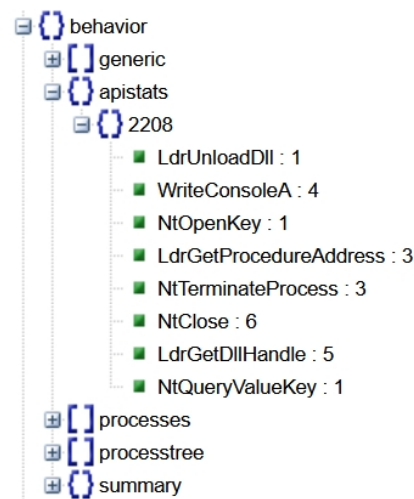 behavior
generic
apistats
2208
LdrUnloadDll : 1
WriteConsoleA : 4
NtOpenKey : 1
LdrGetProcedureAddress : 3
NtTerminateProcess : 3
NtClose : 6
LdrGetDllHandle : 5
NtQueryValueKey : 1
processes
processtree
summary